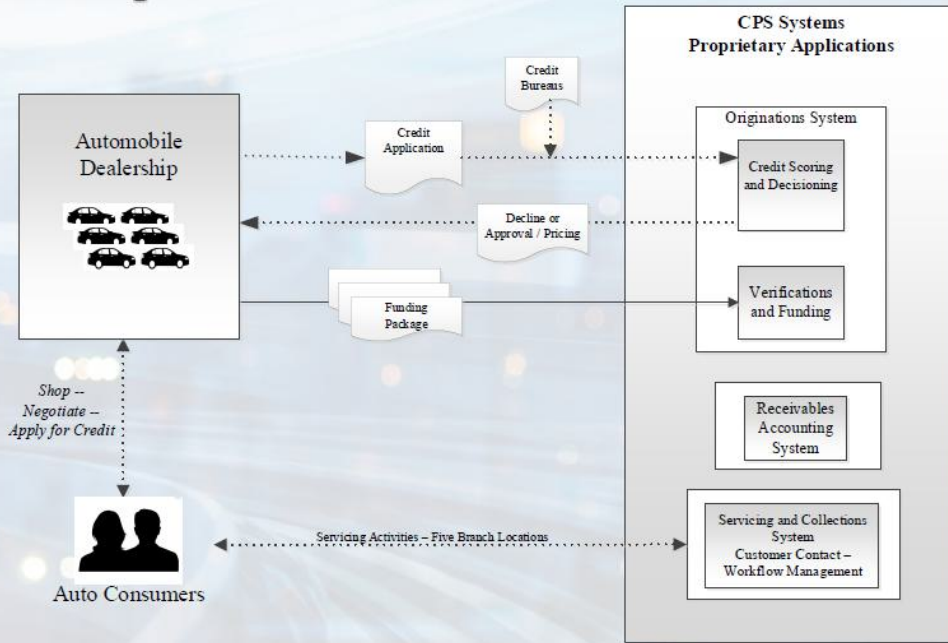 CPS Systems
Proprietary Applications
Credit
Bureaus
Automobile
Dealership
Credit
Application
Originations System
Credit Scoring
and Decisioning
Decline or
Approval / Pricing
Funding
Package
Verifications
and Funding
Shop --
Negotiate --
Apply for Credit
Receivables
Accounting
System
Servicing Activities – Five Branch Locations
Servicing and Collections
System
Customer Contact –
Workflow Management
Auto Consumers